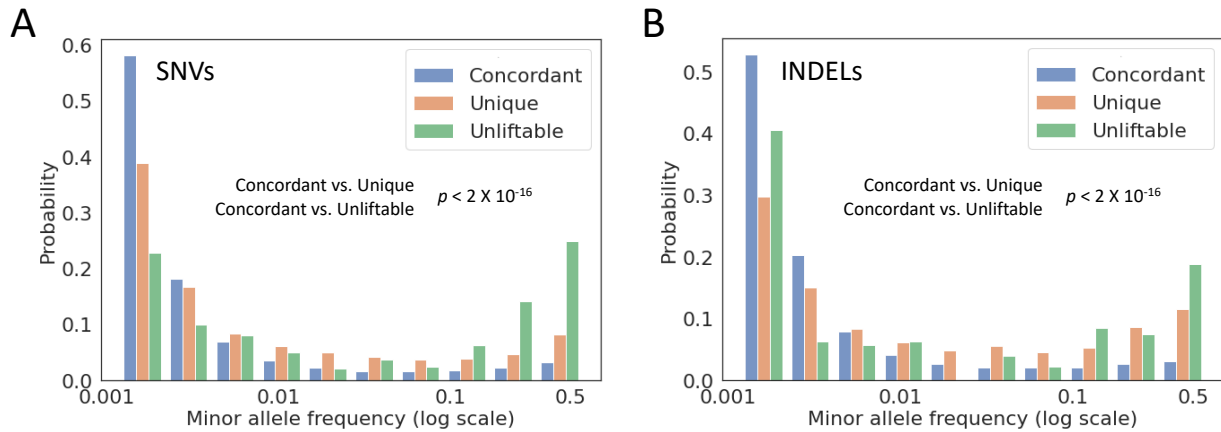 A
SNVs
Concordant
Unique
Unliftable
Concordant vs. Unique
Concordant vs. Unliftable
p < 2 X 10⁻¹⁶
Probability
0.6
0.5
0.4
0.3
0.2
0.1
0.0
0.001
0.01
0.1
0.5
Minor allele frequency (log scale)
B
INDELs
Concordant
Unique
Unliftable
Concordant vs. Unique
Concordant vs. Unliftable
p < 2 X 10⁻¹⁶
Probability
0.5
0.4
0.3
0.2
0.1
0.0
0.001
0.01
0.1
0.5
Minor allele frequency (log scale)